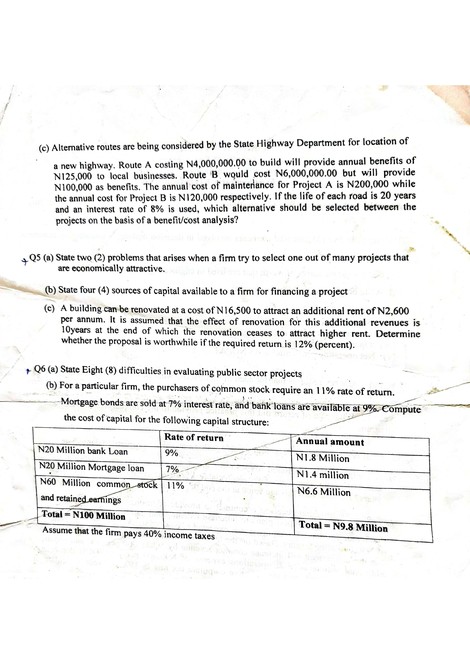 (c) Alternative routes are being considered by the State Highway Department for location of
a new highway. Route A costing N4,000,000.00 to build will provide annual benefits of
N125,000 to local businesses. Route B would cost N6,000,000.00 but will provide
N100,000 as benefits. The annual cost of maintenance for Project A is N200,000 while
the annual cost for Project B is N120,000 respectively. If the life of each road is 20 years
and an interest rate of 8% is used, which alternative should be selected between the
projects on the basis of a benefit/cost analysis?
Q5 (a) State two (2) problems that arises when a firm try to select one out of many projects that
are economically attractive.
(b) State four (4) sources of capital available to a firm for financing a project
(c) A building can be renovated at a cost of N16,500 to attract an additional rent of N2,600
per annum. It is assumed that the effect of renovation for this additional revenues is
10years at the end of which the renovation ceases to attract higher rent. Determine
whether the proposal is worthwhile if the required return is 12% (percent).
Q6 (a) State Eight (8) difficulties in evaluating public sector projects
(b) For a particular firm, the purchasers of common stock require an 11% rate of return.
Mortgage bonds are sold at 7% interest rate, and bank loans are available at 9%. Compute
the cost of capital for the following capital structure:
Rate of return Annual amount
N20 Million bank Loan 9% N1.8 Million
N20 Million Mortgage loan 7% N1.4 million
N60 Million common stock 11% N6.6 Million
and retained earnings
Total = N100 Million Total = N9.8 Million
Assume that the firm pays 40% income taxes